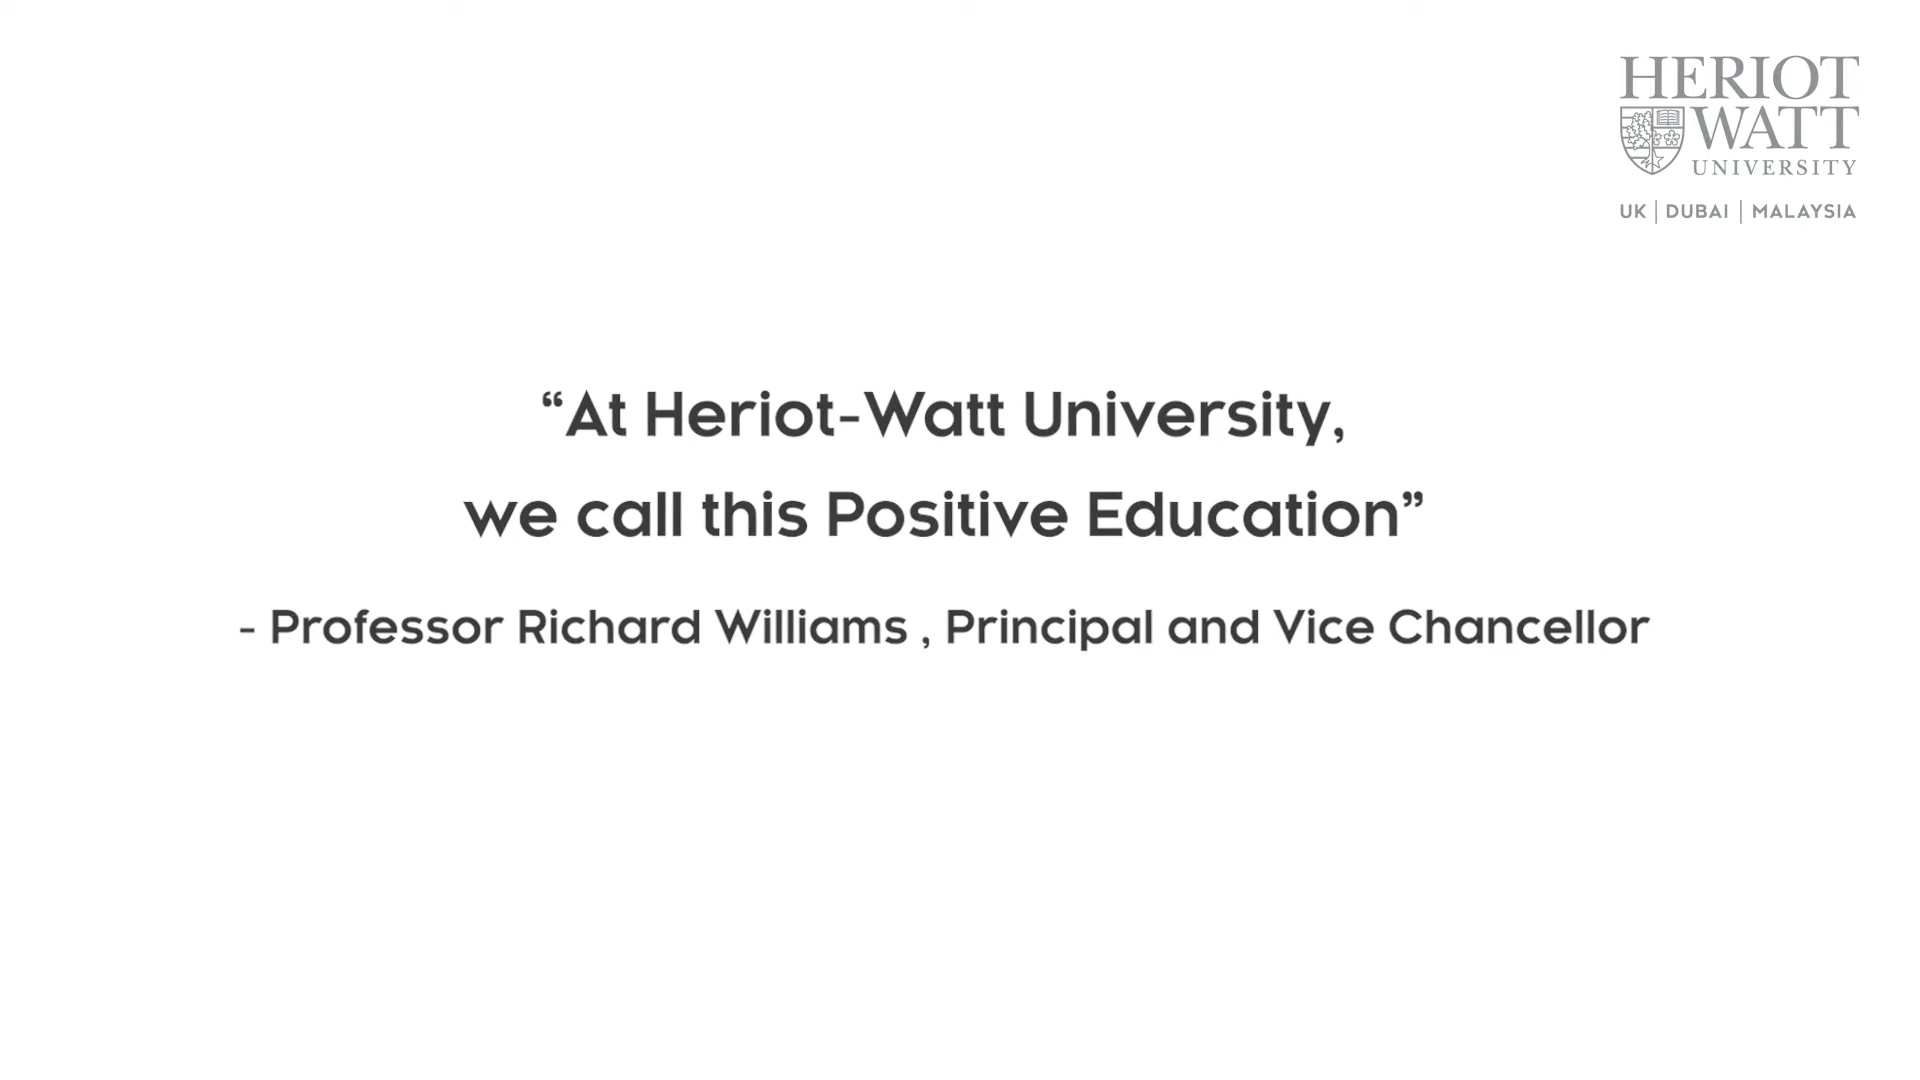 HERIOT
WATT
UNIVERSITY
UK | DUBAI | MALAYSIA
“At Heriot-Watt University,
we call this Positive Education”
- Professor Richard Williams , Principal and Vice Chancellor